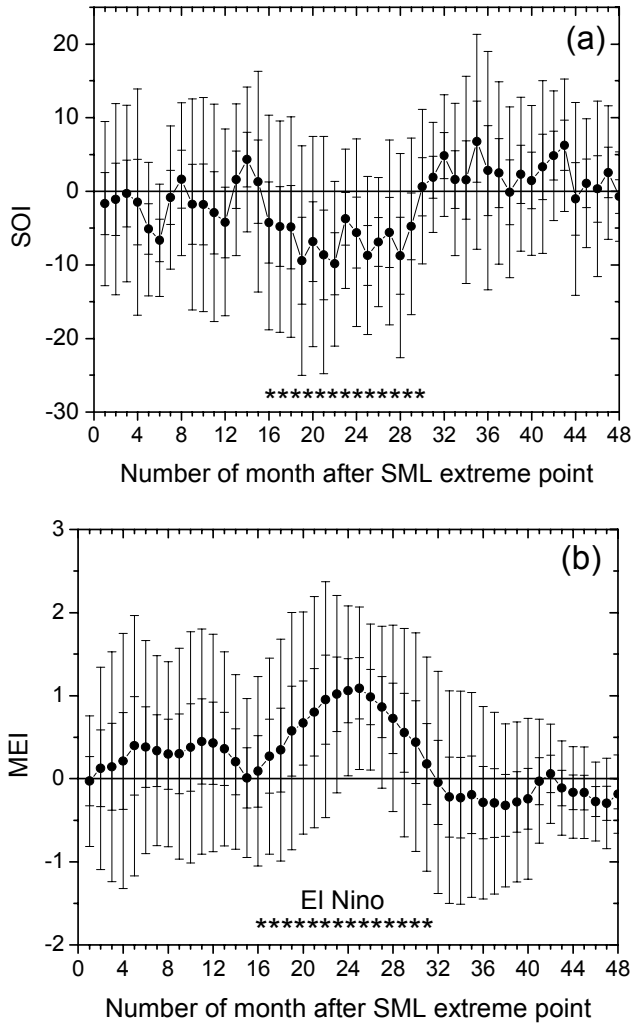 (a)
20
10
0
-10
-20
-30
SOI
**************
0 4 8 12 16 20 24 28 32 36 40 44 48
Number of month after SML extreme point
(b)
3
2
1
0
-1
-2
MEI
El Nino
****************
0 4 8 12 16 20 24 28 32 36 40 44 48
Number of month after SML extreme point